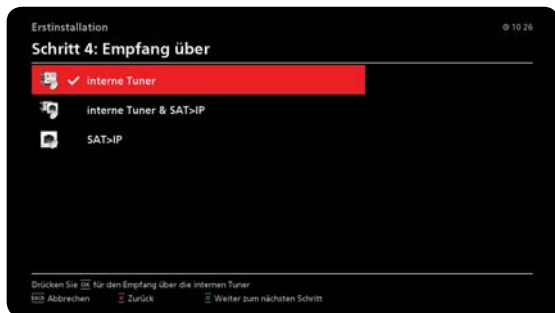 Erstinstallation
10 26
Schritt 4: Empfang über
interne Tuner
interne Tuner & SAT>IP
SAT>IP
Drücken Sie OK für den Empfang über die internen Tuner
BACK Abbrechen Zurück Weiter zum nächsten Schritt